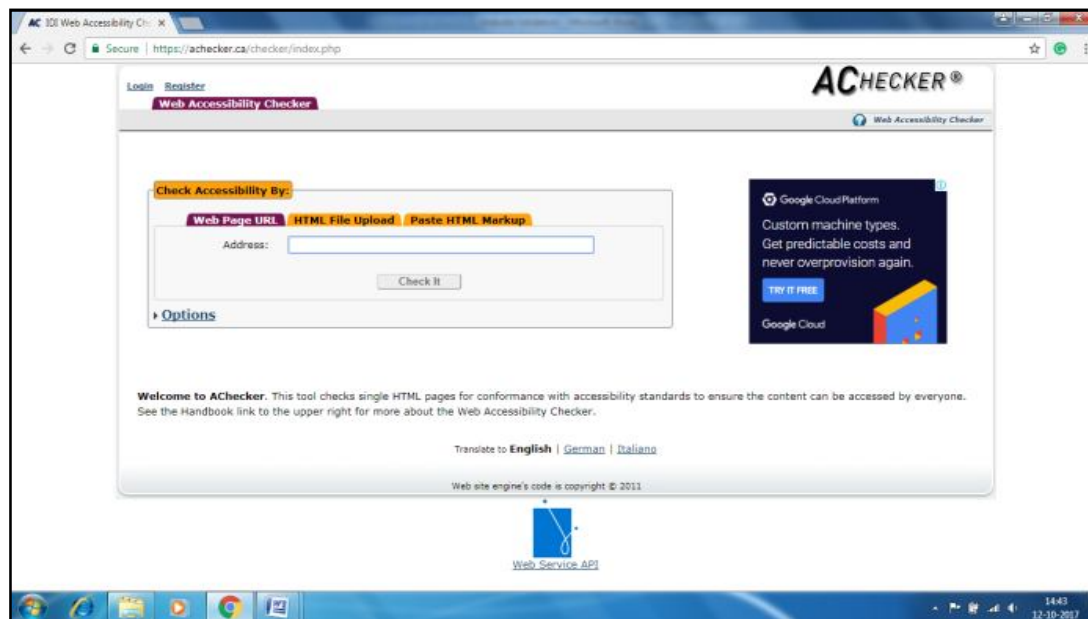 AC IDI Web Accessibility Ch
Secure | https://achecker.ca/checker/index.php
Login Register
ACHECKER ®
Web Accessibility Checker
Web Accessibility Checker
Check Accessibility By:
Web Page URL HTML File Upload Paste HTML Markup
Address:
Check It
Options
Google Cloud Platform
Custom machine types.
Get predictable costs and
never overprovision again.
TRY IT FREE
Google Cloud
Welcome to AChecker. This tool checks single HTML pages for conformance with accessibility standards to ensure the content can be accessed by everyone.
See the Handbook link to the upper right for more about the Web Accessibility Checker.
Translate to English | German | Italiano
Web site engine's code is copyright © 2011
Web Service API
14:43
12-10-2017